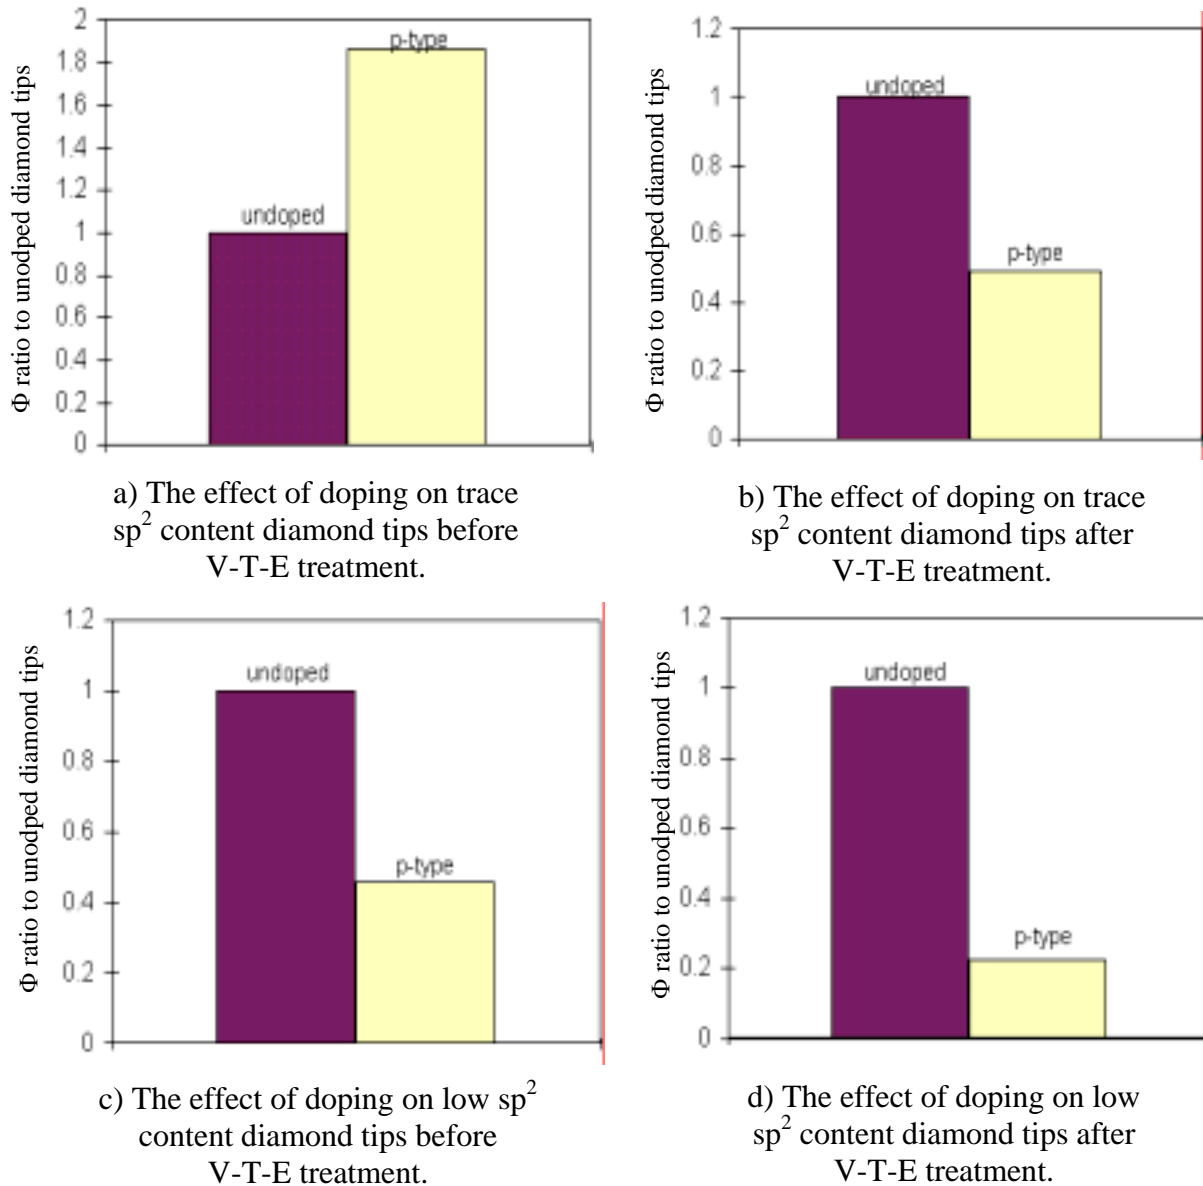 Φ ratio to unodped diamond tips
2
1.8
1.6
1.4
1.2
1
0.8
0.6
0.4
0.2
0
undoped
p-type
a) The effect of doping on trace
sp² content diamond tips before
V-T-E treatment.
Φ ratio to unodped diamond tips
1.2
1
0.8
0.6
0.4
0.2
0
undoped
p-type
b) The effect of doping on trace
sp² content diamond tips after
V-T-E treatment.
Φ ratio to unodped diamond tips
1.2
1
0.8
0.6
0.4
0.2
0
undoped
p-type
c) The effect of doping on low sp²
content diamond tips before
V-T-E treatment.
Φ ratio to unodped diamond tips
1.2
1
0.8
0.6
0.4
0.2
0
undoped
p-type
d) The effect of doping on low
sp² content diamond tips after
V-T-E treatment.